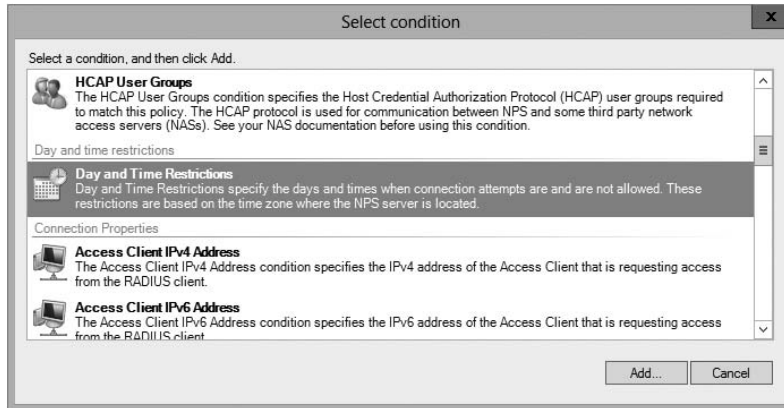 Select condition
x
Select a condition, and then click Add.
HCAP User Groups
The HCAP User Groups condition specifies the Host Credential Authorization Protocol (HCAP) user groups required
to match this policy. The HCAP protocol is used for communication between NPS and some third party network
access servers (NASs). See your NAS documentation before using this condition.
Day and time restrictions
Day and Time Restrictions
Day and Time Restrictions specify the days and times when connection attempts are and are not allowed. These
restrictions are based on the time zone where the NPS server is located.
Connection Properties
Access Client IPv4 Address
The Access Client IPv4 Address condition specifies the IPv4 address of the Access Client that is requesting access
from the RADIUS client.
Access Client IPv6 Address
The Access Client IPv6 Address condition specifies the IPv6 address of the Access Client that is requesting access
from the RADIUS client
Add... Cancel